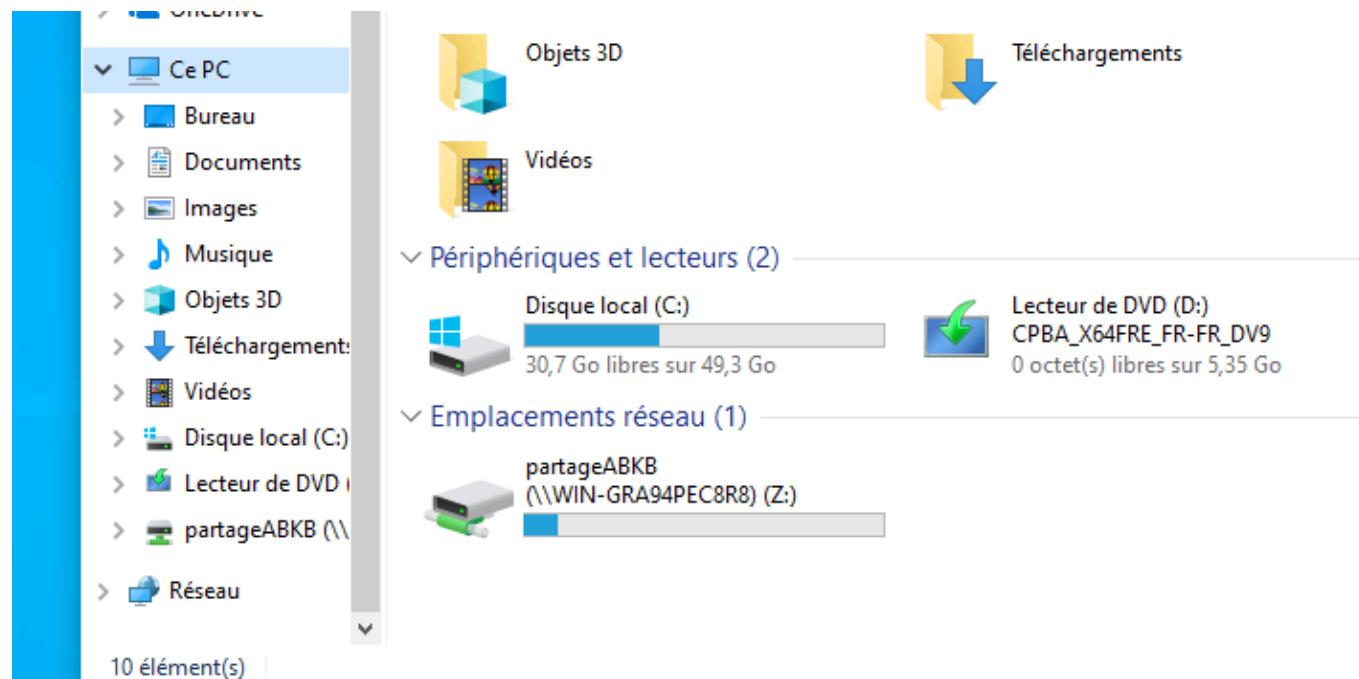 OneDrive
Ce PC
Bureau
Documents
Images
Musique
Objets 3D
Téléchargements
Vidéos
Disque local (C:)
Lecteur de DVD (
partageABKB (\\
Réseau
10 élément(s)
Objets 3D
Téléchargements
Vidéos
Périphériques et lecteurs (2)
Disque local (C:)
30,7 Go libres sur 49,3 Go
Lecteur de DVD (D:)
CPBA_X64FRE_FR-FR_DV9
0 octet(s) libres sur 5,35 Go
Emplacements réseau (1)
partageABKB
(\\WIN-GRA94PEC8R8) (Z:)